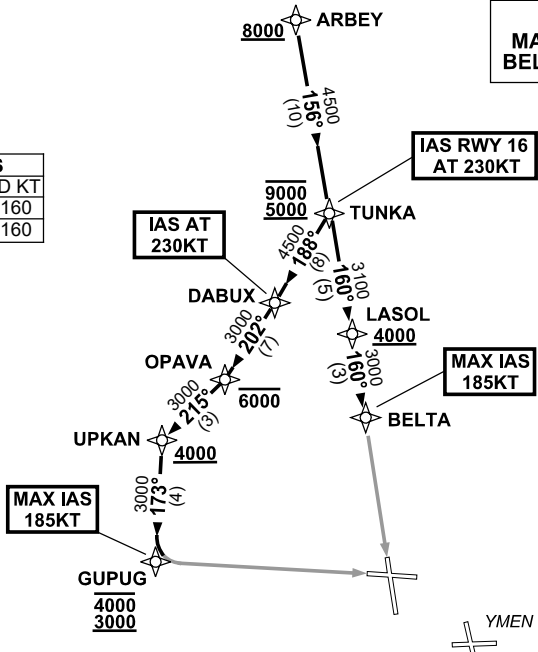 ARBEY
8000
MA
BEL
4500
156°
(10)
S
D KT
160
160
IAS RWY 16
AT 230KT
9000
5000
TUNKA
IAS AT
230KT
4500
188°
(8)
3100
160°
(5)
DABUX
LASOL
4000
3000
202°
(7)
3000
160°
(3)
OPAVA
6000
MAX IAS
185KT
BELTA
3000
215°
(3)
UPKAN
4000
3000
173°
(4)
MAX IAS
185KT
GUPUG
4000
3000
YMEN